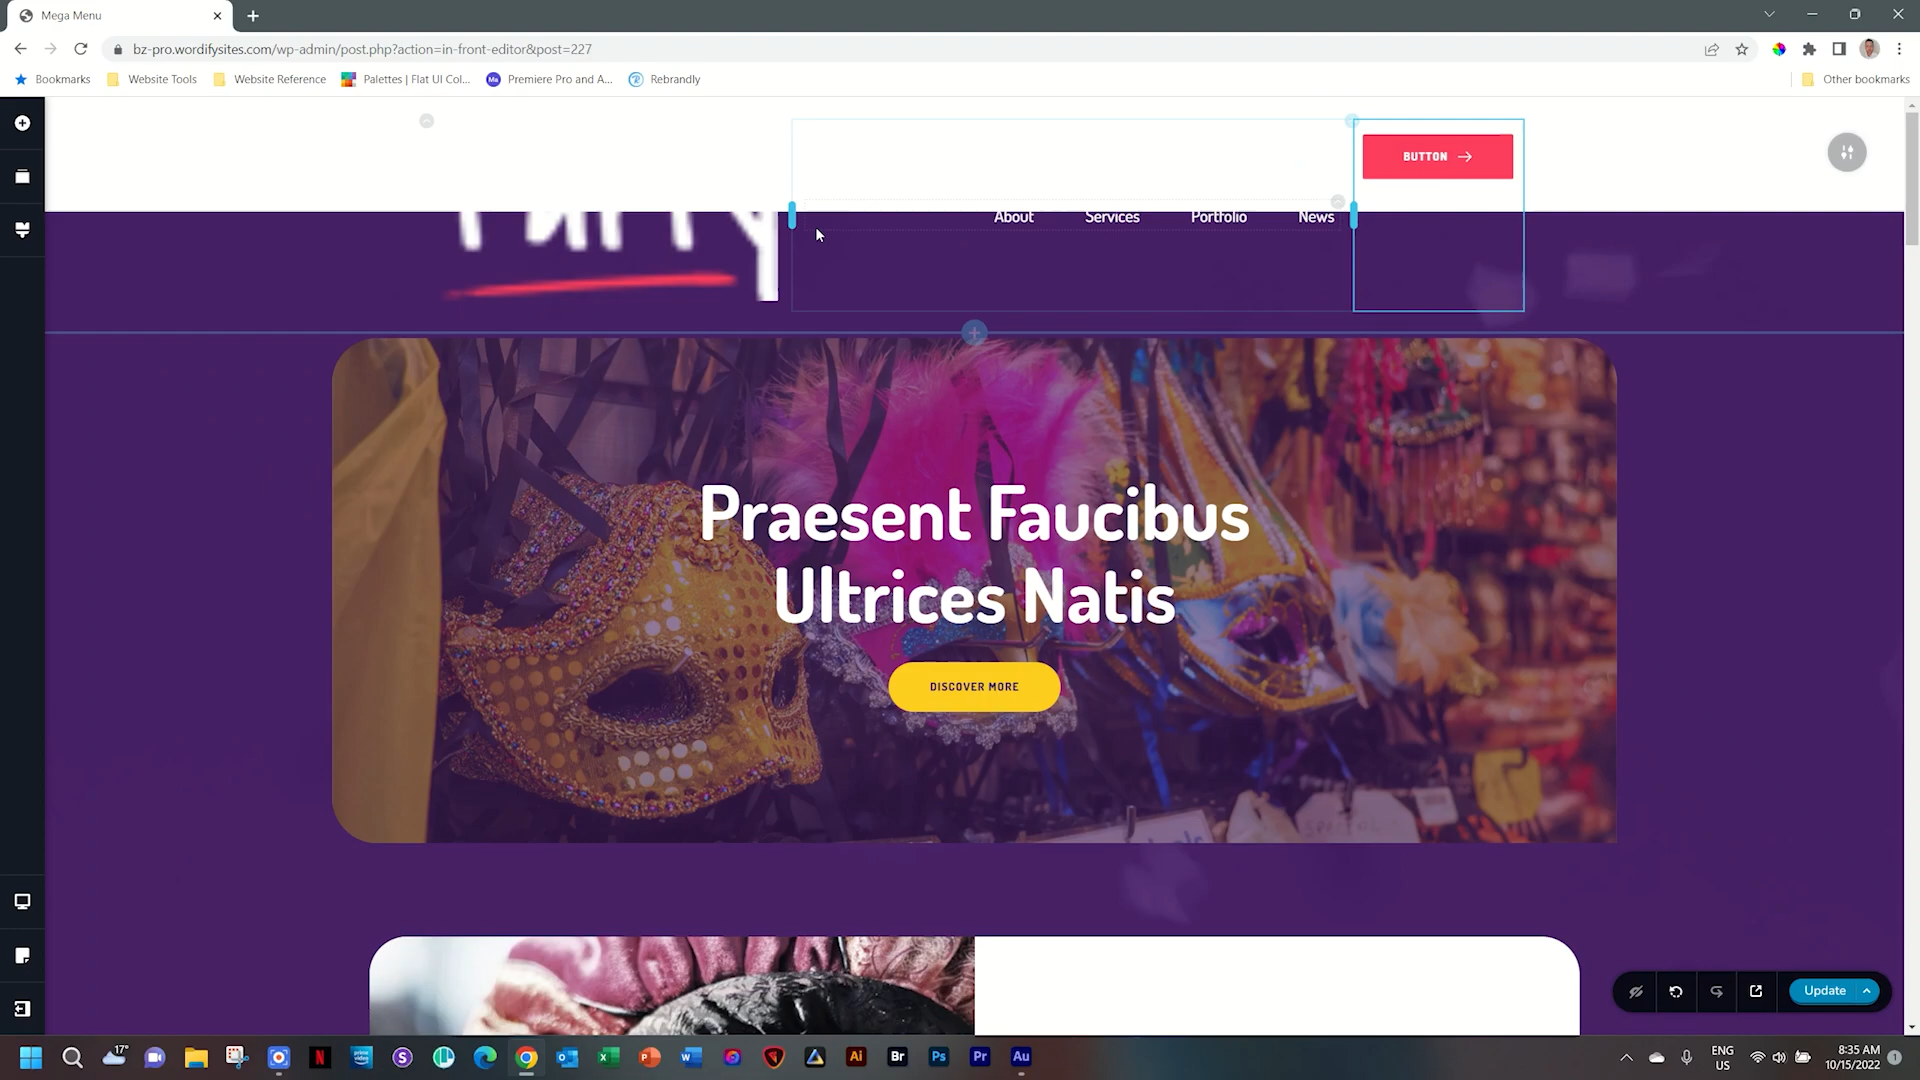 Mega Menu
bz-pro.wordifysites.com/wp-admin/post.php?action=in-front-editor&post=227
Bookmarks
Website Tools
Website Reference
Palettes | Flat UI Col...
Premiere Pro and A...
Rebrandly
Other bookmarks
BUTTON
About
Services
Portfolio
News
Praesent Faucibus
Ultrices Natis
DISCOVER MORE
Update
17°
ENG
US
8:35 AM
10/15/2022